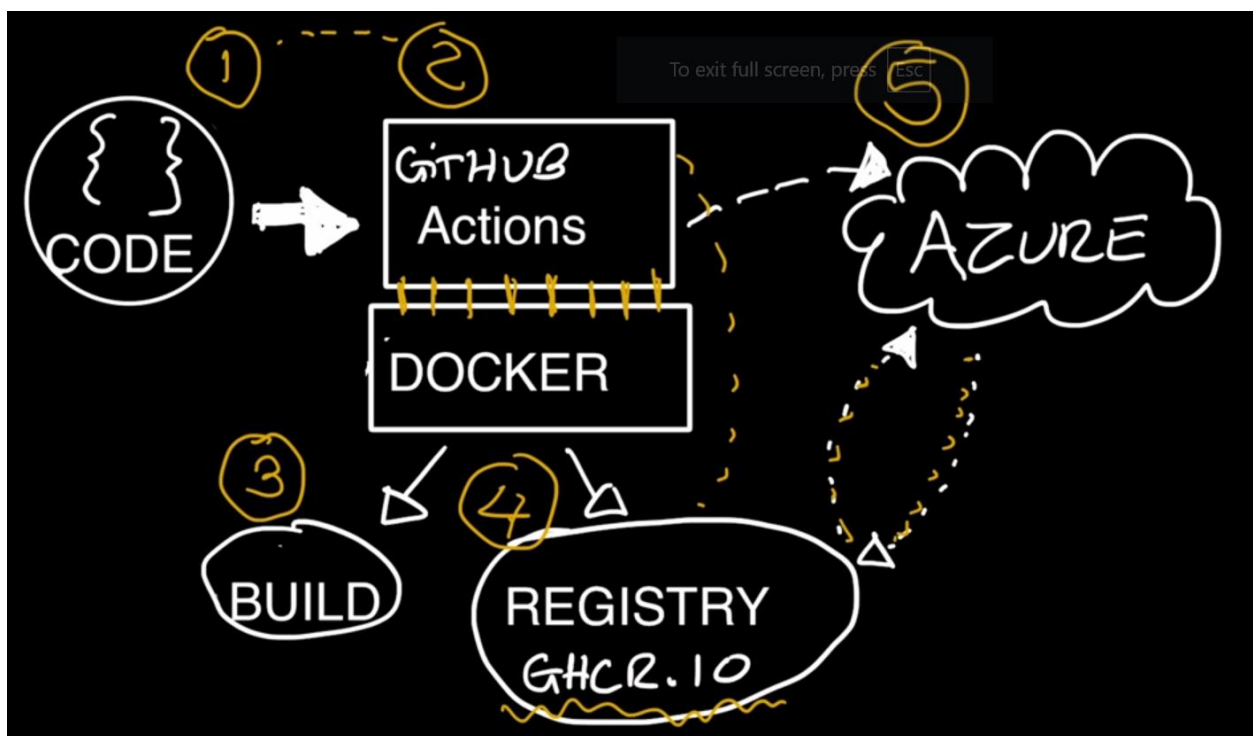 1
2
To exit full screen, press Esc
5
{ }
CODE
GiTHUB
Actions
AZURE
DOCKER
3
4
BUILD
REGISTRY
GHCR.IO